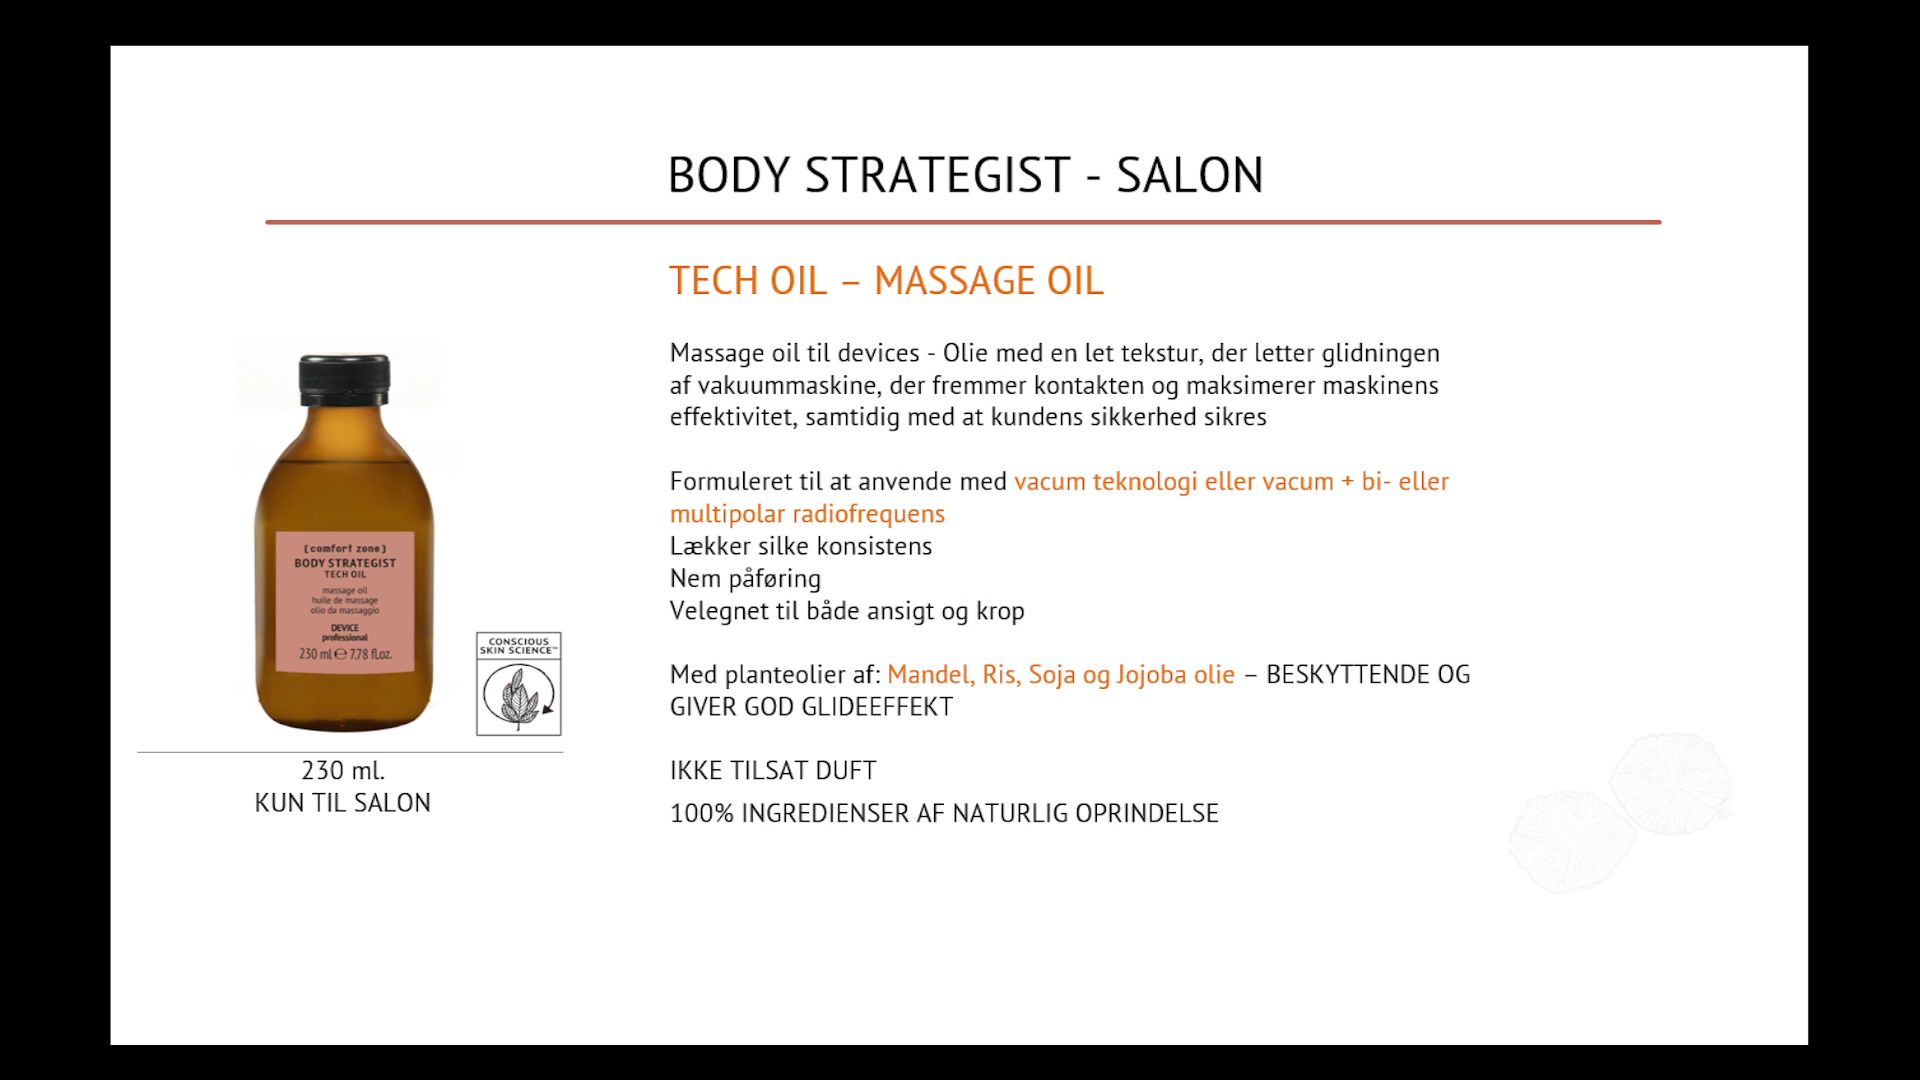 BODY STRATEGIST - SALON
TECH OIL – MASSAGE OIL
Massage oil til devices - Olie med en let tekstur, der letter glidningen
af vakuummaskine, der fremmer kontakten og maksimerer maskinens
effektivitet, samtidig med at kundens sikkerhed sikres
Formuleret til at anvende med vacum teknologi eller vacum + bi- eller
multipolar radiofrequens
Lækker silke konsistens
Nem påføring
Velegnet til både ansigt og krop
Med planteolier af: Mandel, Ris, Soja og Jojoba olie – BESKYTTENDE OG
GIVER GOD GLIDEEFFEKT
IKKE TILSAT DUFT
100% INGREDIENSER AF NATURLIG OPRINDELSE
[comfort zone]
BODY STRATEGIST
TECH OIL
massage oil
huile de massage
olio da massaggio
DEVICE
professional
230 ml ℮ 7.78 fl.oz.
CONSCIOUS
SKIN SCIENCE™
230 ml.
KUN TIL SALON